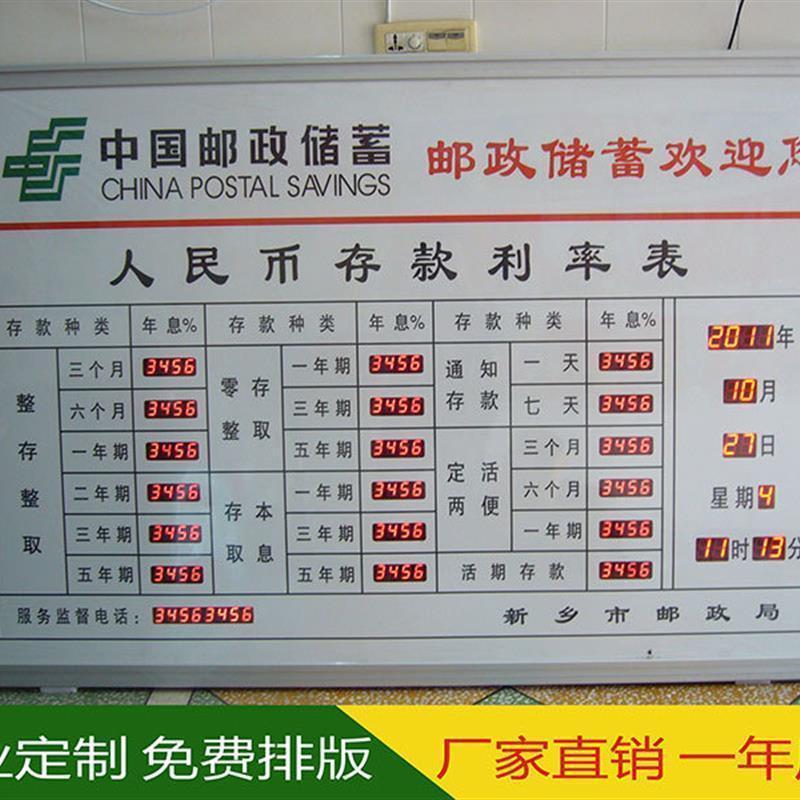 中国邮政储蓄
CHINA POSTAL SAVINGS
邮政储蓄欢迎您
人民币存款利率表
存款种类 年息% 存款种类 年息% 存款种类 年息%
整存整取 三个月 3456 零存整取 一年期 3456 通知存款 一天 3456
六个月 3456 三年期 3456 七天 3456
一年期 3456 五年期 3456 定活两便 三个月 3456
二年期 3456 存本取息 一年期 3456 六个月 3456
三年期 3456 三年期 3456 一年期 3456
五年期 3456 五年期 3456 活期存款 3456
2011年
10月
27日
星期4
11时13分
服务监督电话: 34563456
新乡市邮政局
业定制 免费排版
厂家直销 一年